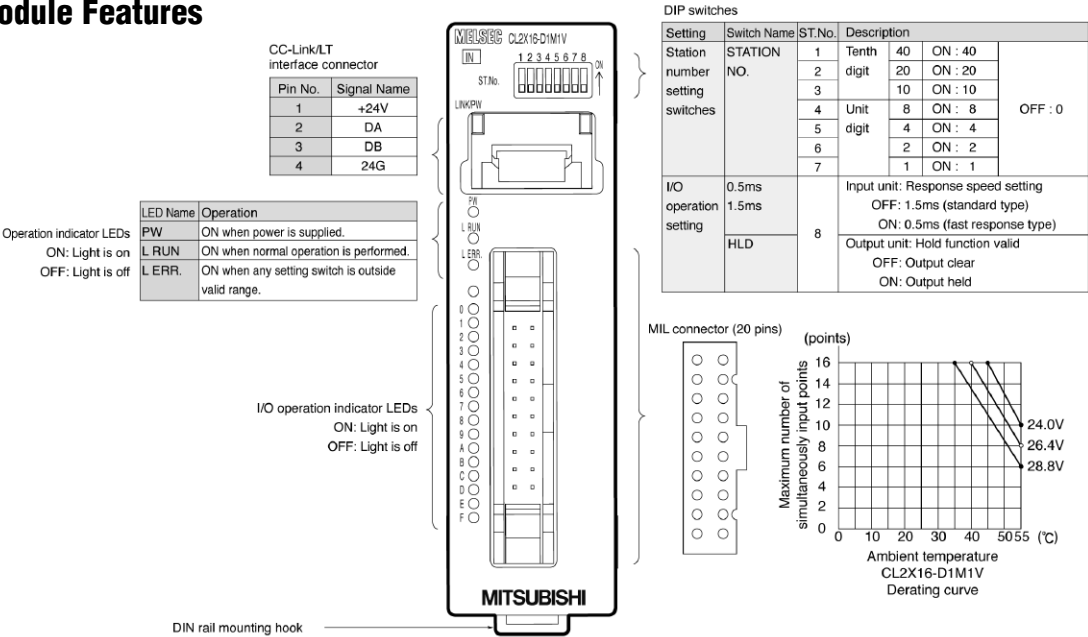 odule Features
CC-Link/LT
interface connector
Pin No. Signal Name
1 +24V
2 DA
3 DB
4 24G
LED Name Operation
PW ON when power is supplied.
L RUN ON when normal operation is performed.
L ERR. ON when any setting switch is outside
valid range.
Operation indicator LEDs
ON: Light is on
OFF: Light is off
I/O operation indicator LEDs
ON: Light is on
OFF: Light is off
DIN rail mounting hook
MELSEC CL2X16-D1M1V
IN
1 2 3 4 5 6 7 8
ON
ST.No.
LINK/PW
PW
L RUN
L ERR.
0
1
2
3
4
5
6
7
8
9
A
B
C
D
E
F
MITSUBISHI
DIP switches
Setting Switch Name ST.No. Description
Station STATION 1 Tenth 40 ON : 40
number NO. 2 digit 20 ON : 20
setting 3 10 ON : 10
switches 4 Unit 8 ON : 8 OFF : 0
5 digit 4 ON : 4
6 2 ON : 2
7 1 ON : 1
I/O 0.5ms Input unit: Response speed setting
operation 1.5ms OFF: 1.5ms (standard type)
setting 8 ON: 0.5ms (fast response type)
HLD Output unit: Hold function valid
OFF: Output clear
ON: Output held
MIL connector (20 pins)
(points)
Maximum number of
simultaneously input points
16
14
12
10
8
6
4
2
0
24.0V
26.4V
28.8V
0 10 20 30 40 50 55 (℃)
Ambient temperature
CL2X16-D1M1V
Derating curve